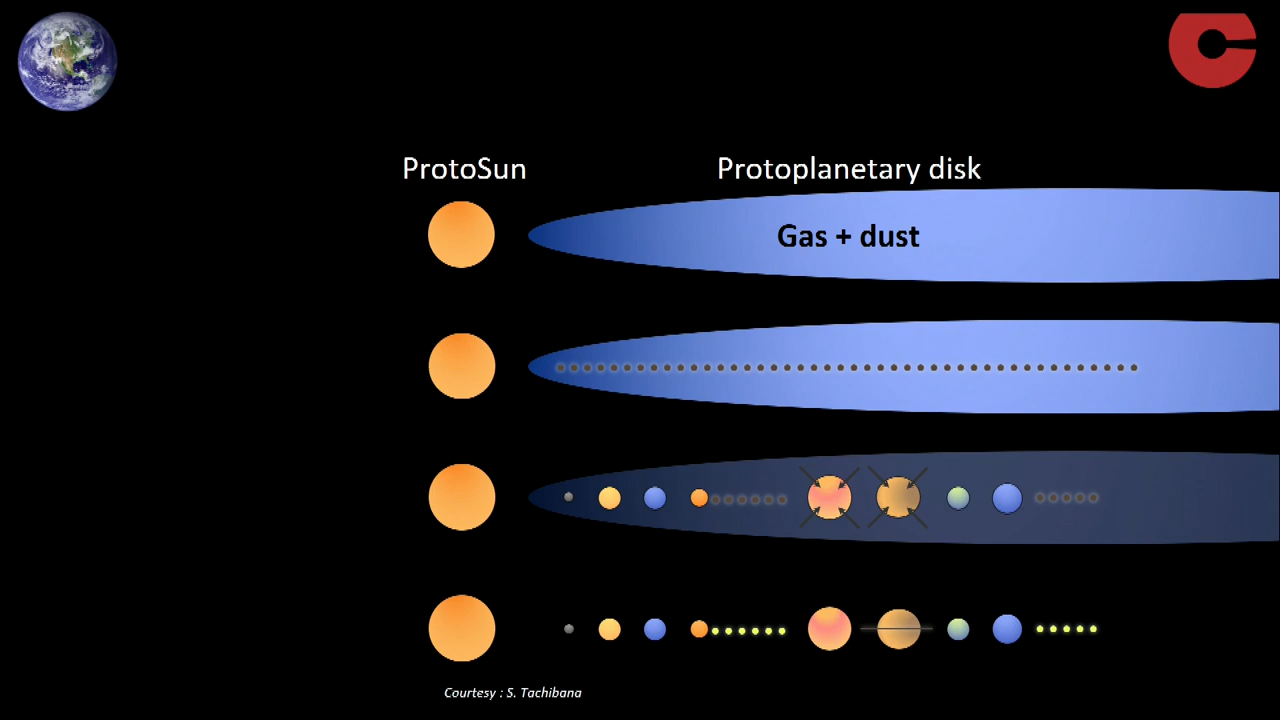 ProtoSun
Protoplanetary disk
Gas + dust
Courtesy : S. Tachibana